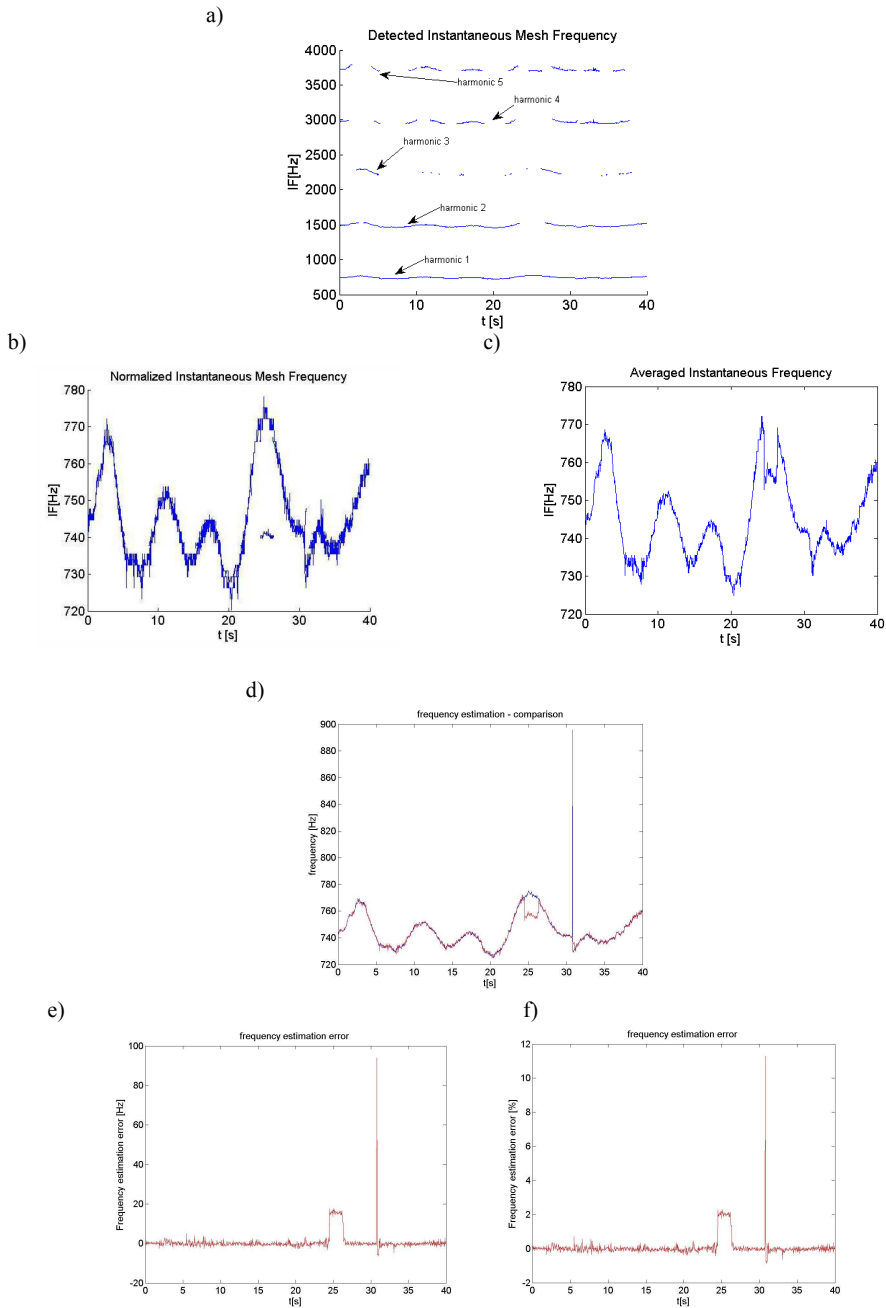 a)
Detected Instantaneous Mesh Frequency
4000
3500
3000
2500
2000
1500
1000
500
IF[Hz]
harmonic 5
harmonic 4
harmonic 3
harmonic 2
harmonic 1
0 10 20 30 40
t [s]
b)
Normalized Instantaneous Mesh Frequency
780
770
760
750
740
730
720
IF[Hz]
0 10 20 30 40
t [s]
c)
Averaged Instantaneous Frequency
780
770
760
750
740
730
720
IF[Hz]
0 10 20 30 40
t [s]
d)
frequency estimation - comparison
900
880
860
840
820
800
780
760
740
720
frequency [Hz]
0 5 10 15 20 25 30 35 40
t[s]
e)
frequency estimation error
100
80
60
40
20
0
-20
Frequency estimation error [Hz]
0 5 10 15 20 25 30 35 40
t[s]
f)
frequency estimation error
12
10
8
6
4
2
0
-2
Frequency estimation error [%]
0 5 10 15 20 25 30 35 40
t[s]